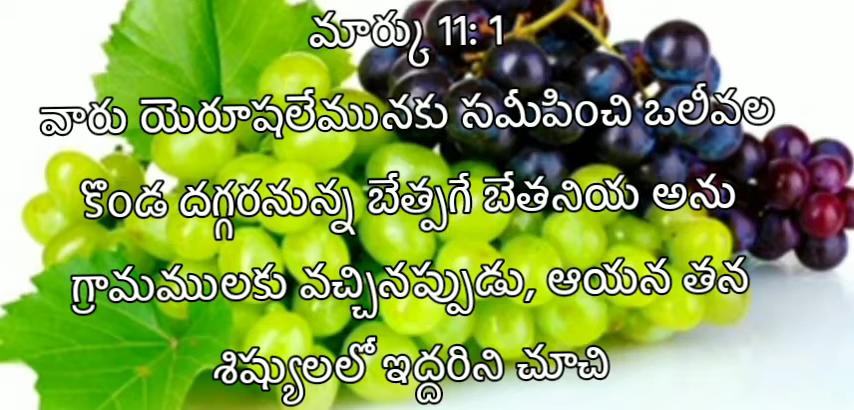 మార్కు 11: 1
వారు యెరూషలేమునకు సమీపించి ఒలీవల
కొండ దగ్గరనున్న బేత్పగే బేతనియ అను
గ్రామములకు వచ్చినప్పుడు, ఆయన తన
శిష్యులలో ఇద్దరిని చూచి